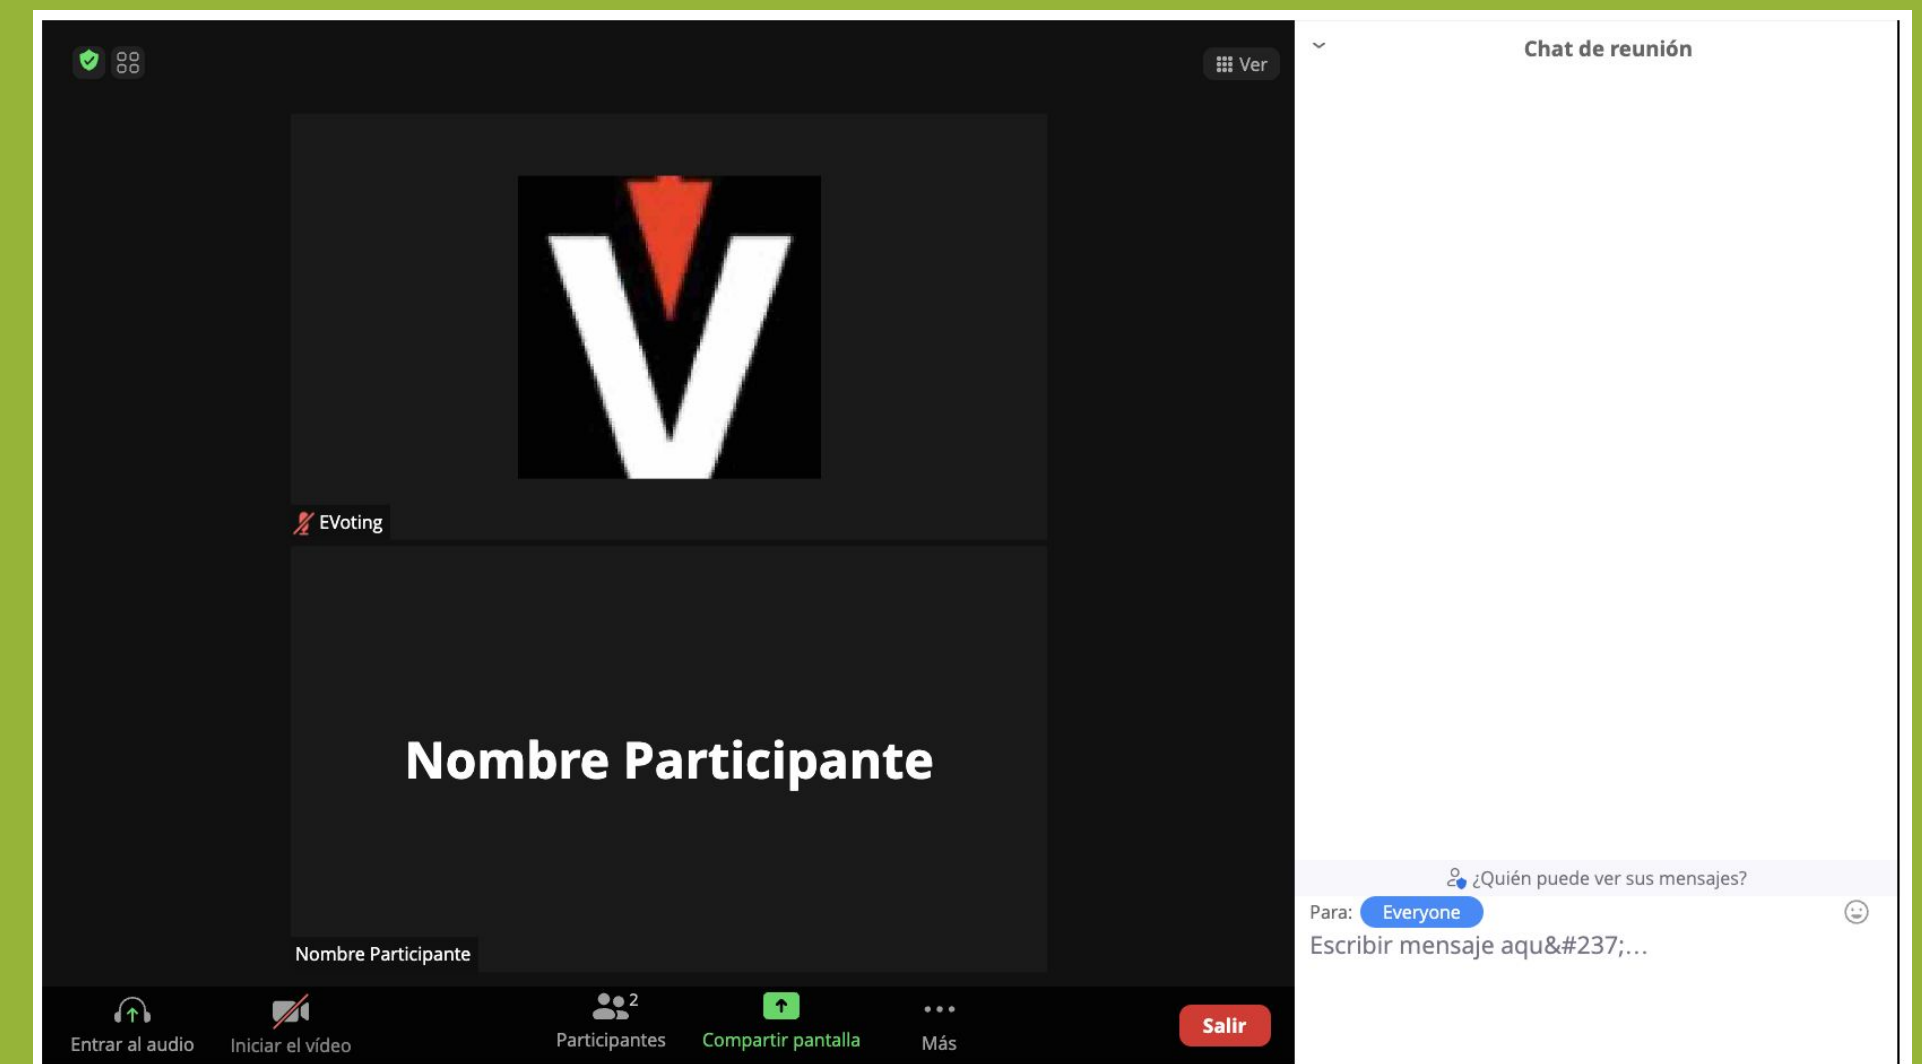 Ver
EVoting
Nombre Participante
Nombre Participante
Entrar al audio
Iniciar el vídeo
2
Participantes
Compartir pantalla
Más
Salir
Chat de reunión
¿Quién puede ver sus mensajes?
Para: Everyone
Escribir mensaje aqu&#237;...